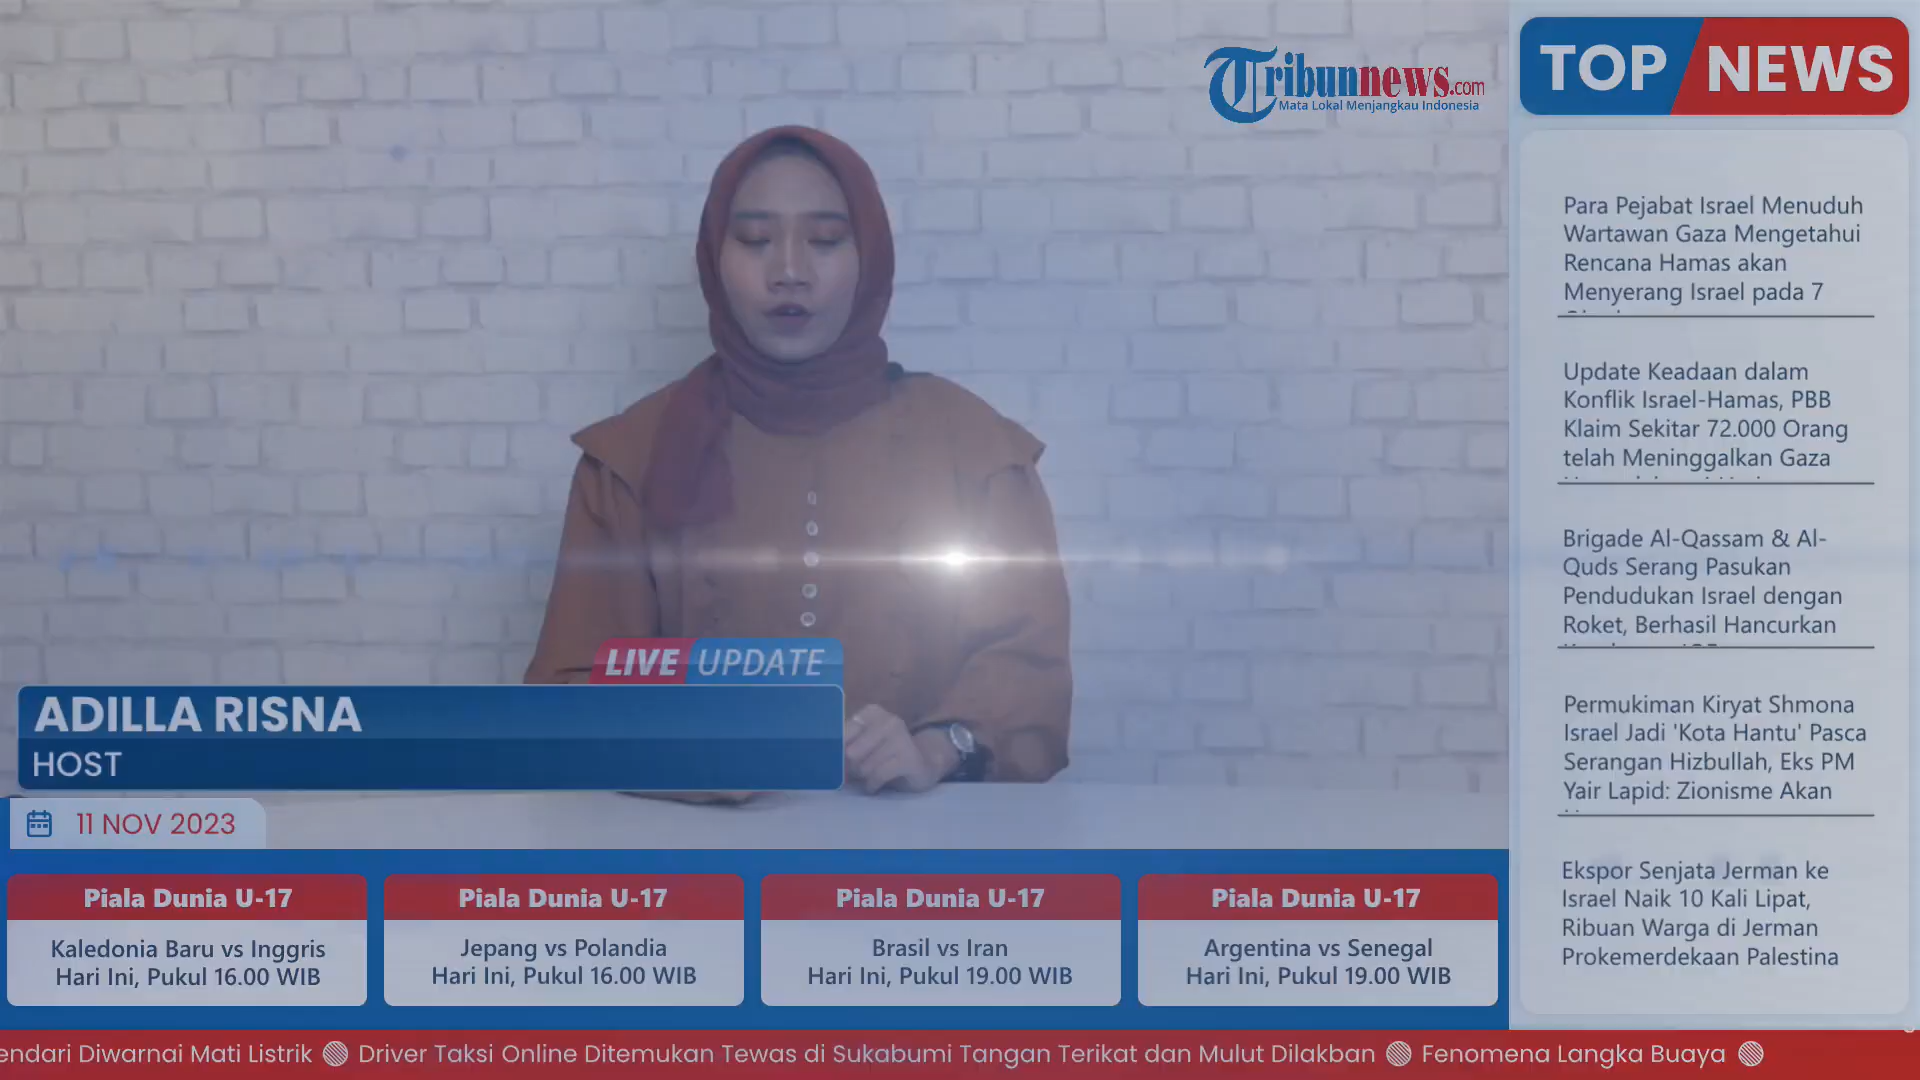 Tribunnews.com
Mata Lokal Menjangkau Indonesia
TOP NEWS
Para Pejabat Israel Menuduh
Wartawan Gaza Mengetahui
Rencana Hamas akan
Menyerang Israel pada 7
Update Keadaan dalam
Konflik Israel-Hamas, PBB
Klaim Sekitar 72.000 Orang
telah Meninggalkan Gaza
Brigade Al-Qassam & Al-
Quds Serang Pasukan
Pendudukan Israel dengan
Roket, Berhasil Hancurkan
Permukiman Kiryat Shmona
Israel Jadi 'Kota Hantu' Pasca
Serangan Hizbullah, Eks PM
Yair Lapid: Zionisme Akan
Ekspor Senjata Jerman ke
Israel Naik 10 Kali Lipat,
Ribuan Warga di Jerman
Prokemerdekaan Palestina
LIVE UPDATE
ADILLA RISNA
HOST
11 NOV 2023
Piala Dunia U-17
Kaledonia Baru vs Inggris
Hari Ini, Pukul 16.00 WIB
Piala Dunia U-17
Jepang vs Polandia
Hari Ini, Pukul 16.00 WIB
Piala Dunia U-17
Brasil vs Iran
Hari Ini, Pukul 19.00 WIB
Piala Dunia U-17
Argentina vs Senegal
Hari Ini, Pukul 19.00 WIB
endari Diwarnai Mati Listrik Driver Taksi Online Ditemukan Tewas di Sukabumi Tangan Terikat dan Mulut Dilakban Fenomena Langka Buaya